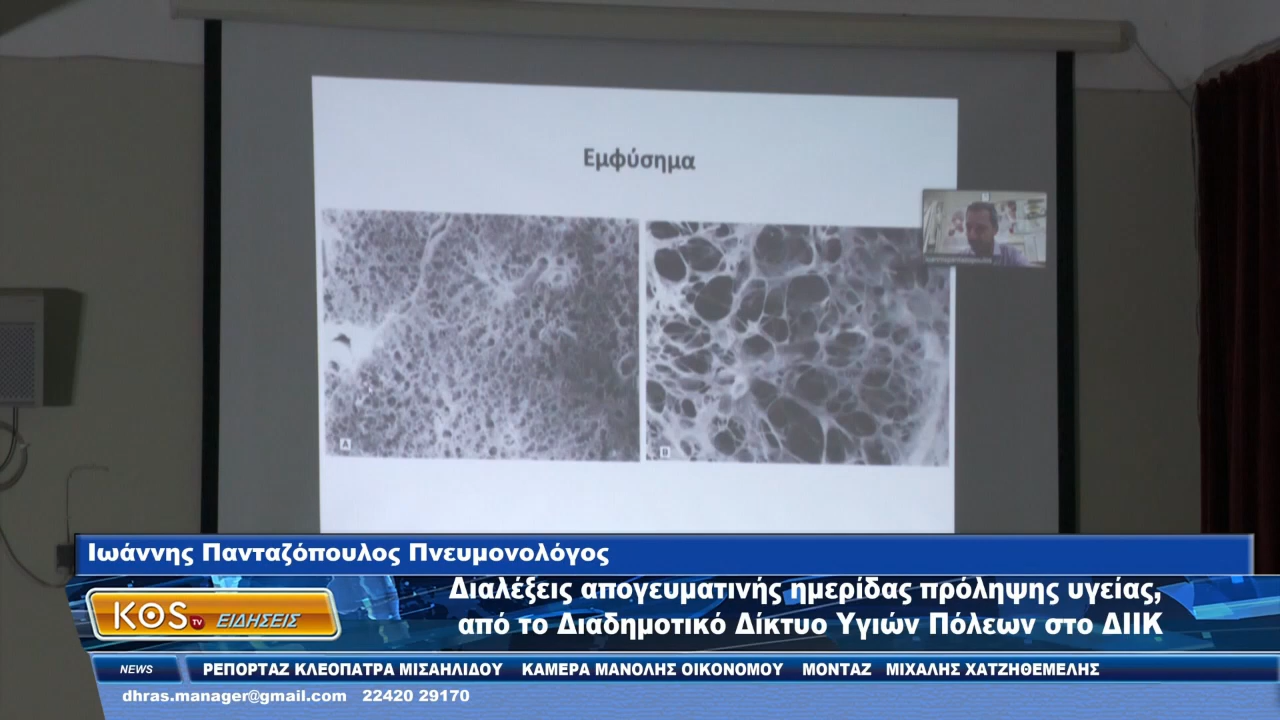 Εμφύσημα
A
B
Ιωάννης Πανταζόπουλος Πνευμονολόγος
Διαλέξεις απογευματινής ημερίδας πρόληψης υγείας,
από το Διαδημοτικό Δίκτυο Υγιών Πόλεων στο ΔΙΙΚ
KOS TV ΕΙΔΗΣΕΙΣ
NEWS ΡΕΠΟΡΤΑΖ ΚΛΕΟΠΑΤΡΑ ΜΙΣΑΗΛΙΔΟΥ ΚΑΜΕΡΑ ΜΑΝΟΛΗΣ ΟΙΚΟΝΟΜΟΥ ΜΟΝΤΑΖ ΜΙΧΑΛΗΣ ΧΑΤΖΗΘΕΜΕΛΗΣ
dhras.manager@gmail.com 22420 29170